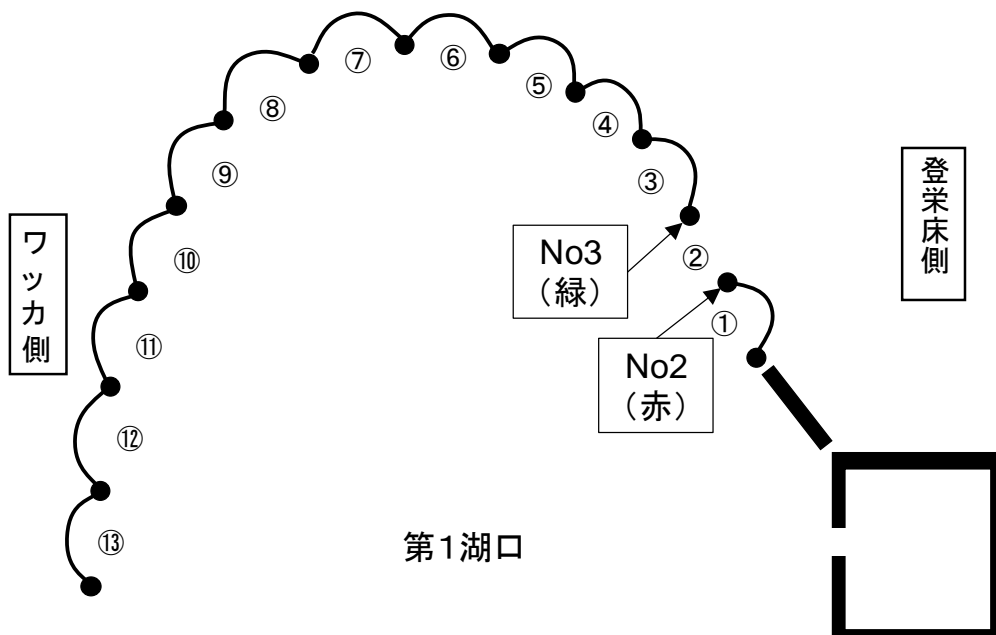 ⑦
⑥
⑤
⑧
④
⑨
③
登栄床側
ワッカ側
⑩
No3
(緑)
②
①
⑪
No2
(赤)
⑫
⑬
第1湖口